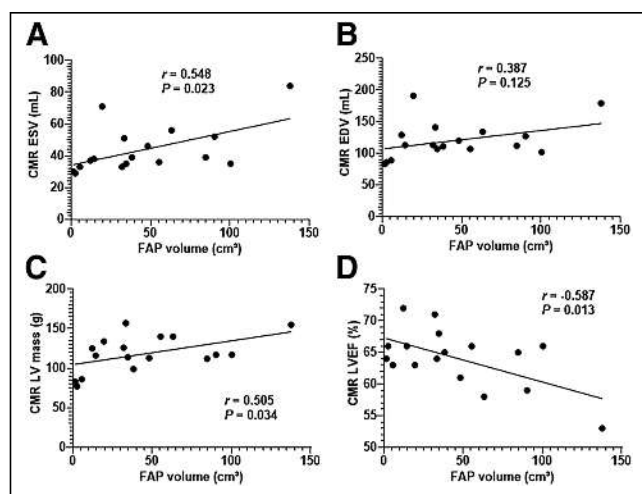 A
CMR ESV (mL)
100
80
60
40
20
0
r = 0.548
P = 0.023
0 50 100 150
FAP volume (cm³)
B
CMR EDV (mL)
250
200
150
100
50
0
r = 0.387
P = 0.125
0 50 100 150
FAP volume (cm³)
C
CMR LV mass (g)
200
150
100
50
0
r = 0.505
P = 0.034
0 50 100 150
FAP volume (cm³)
D
CMR LVEF (%)
75
70
65
60
55
50
r = -0.587
P = 0.013
0 50 100 150
FAP volume (cm³)